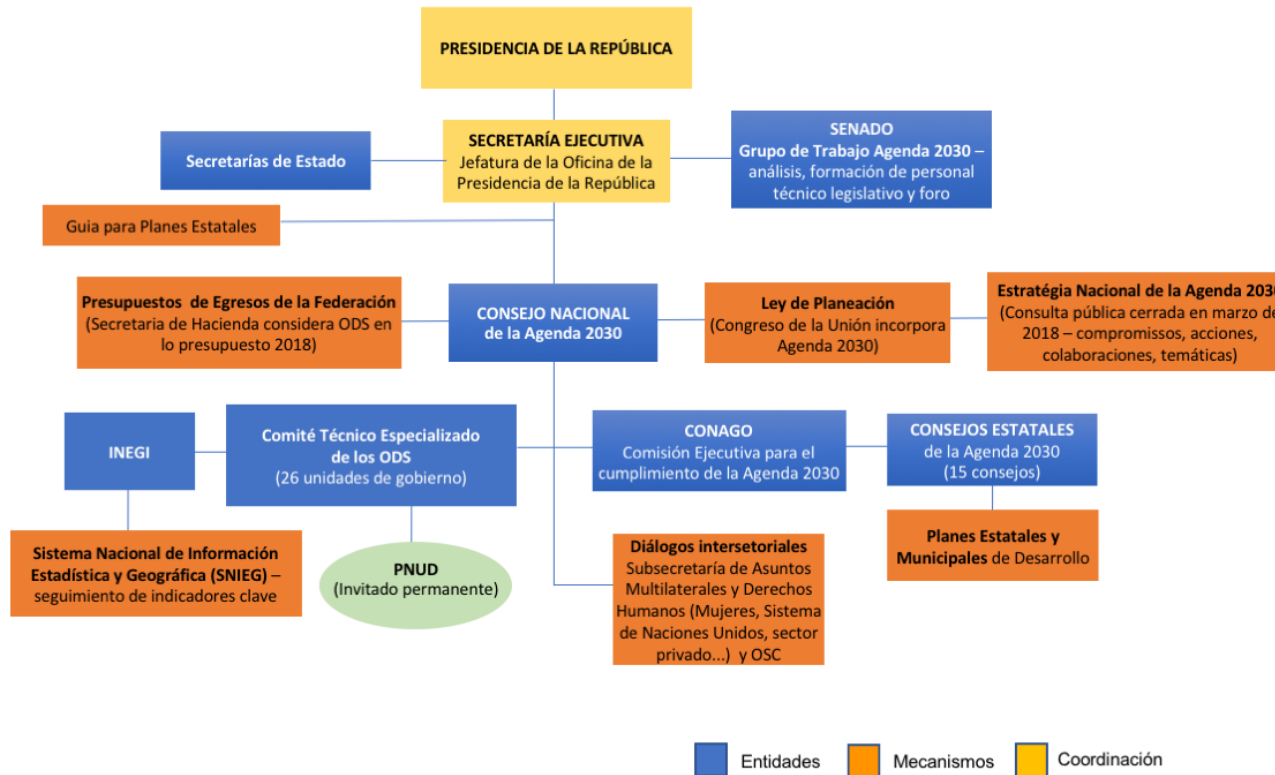 PRESIDENCIA DE LA REPÚBLICA
SECRETARÍA EJECUTIVA
Jefatura de la Oficina de la
Presidencia de la República
Secretarías de Estado
SENADO
Grupo de Trabajo Agenda 2030 –
análisis, formación de personal
técnico legislativo y foro
Guia para Planes Estatales
Presupuestos de Egresos de la Federación
(Secretaria de Hacienda considera ODS en
lo presupuesto 2018)
CONSEJO NACIONAL
de la Agenda 2030
Ley de Planeación
(Congreso de la Unión incorpora
Agenda 2030)
Estratégia Nacional de la Agenda 2030
(Consulta pública cerrada en marzo de
2018 – compromissos, acciones,
colaboraciones, temáticas)
INEGI
Comité Técnico Especializado
de los ODS
(26 unidades de gobierno)
CONAGO
Comisión Ejecutiva para el
cumplimiento de la Agenda 2030
CONSEJOS ESTATALES
de la Agenda 2030
(15 consejos)
Sistema Nacional de Información
Estadística y Geográfica (SNIEG) –
seguimiento de indicadores clave
PNUD
(Invitado permanente)
Diálogos intersetoriales
Subsecretaría de Asuntos
Multilaterales y Derechos
Humanos (Mujeres, Sistema
de Naciones Unidos, sector
privado...) y OSC
Planes Estatales y
Municipales de Desarrollo
Entidades
Mecanismos
Coordinación